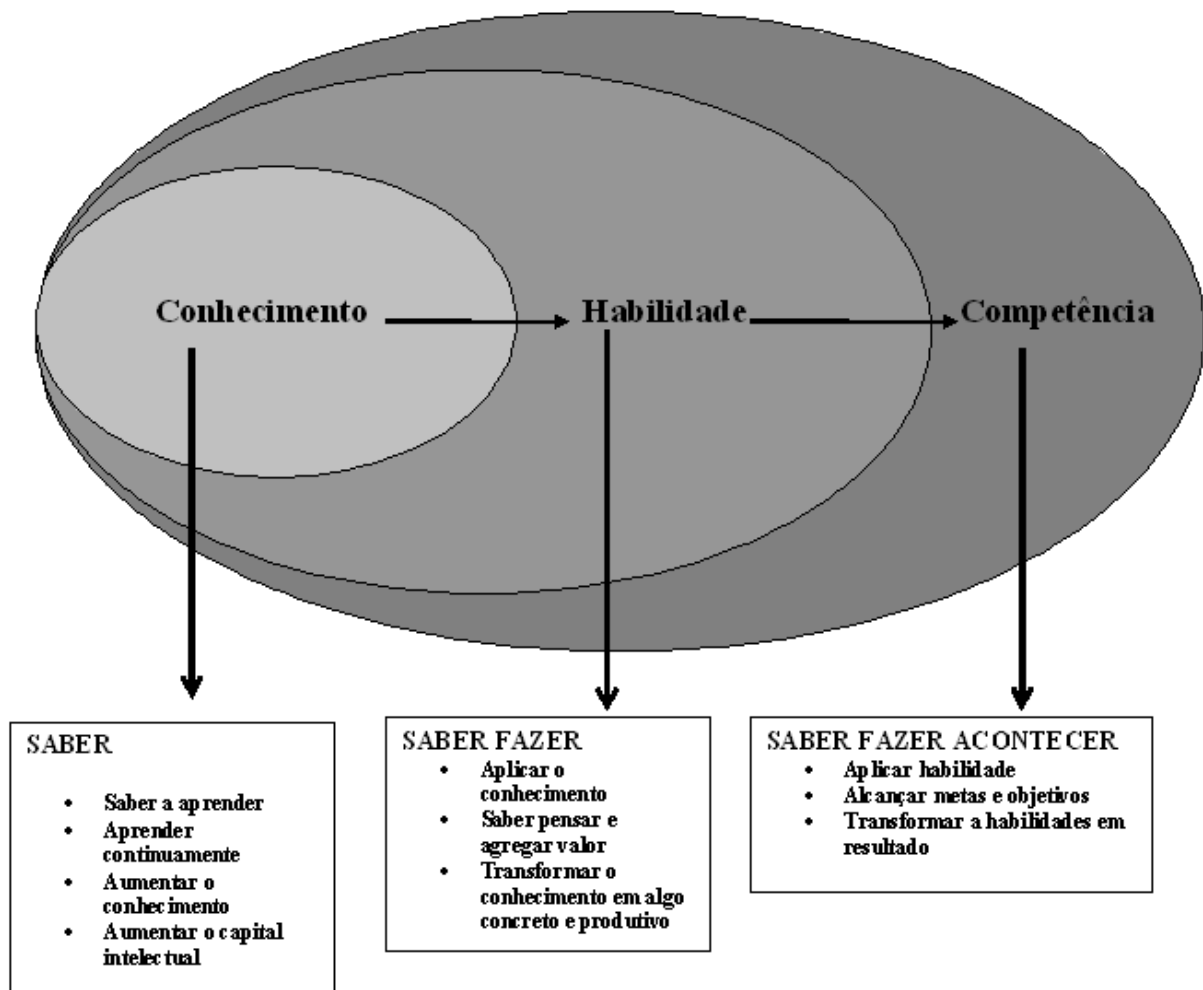 Conhecimento
Habilidade
Competência
SABER
• Saber a aprender
• Aprender
continuamente
• Aumentar o
conhecimento
• Aumentar o capital
intelectual
SABER FAZER
• Aplicar o
conhecimento
• Saber pensar e
agregar valor
• Transformar o
conhecimento em algo
concreto e produtivo
SABER FAZER ACONTECER
• Aplicar habilidade
• Alcançar metas e objetivos
• Transformar a habilidades em
resultado